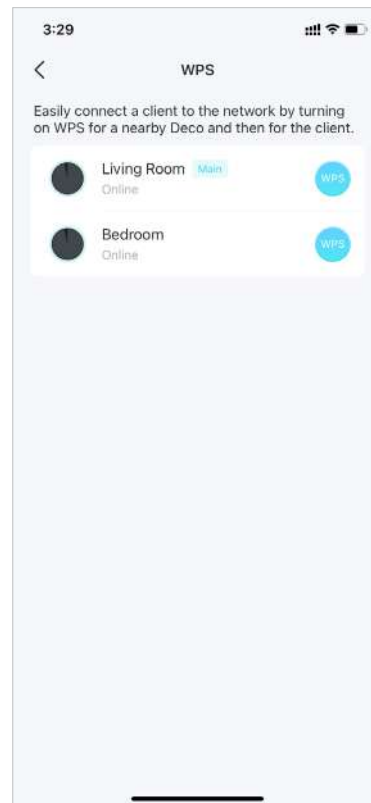 3:29
WPS
Easily connect a client to the network by turning
on WPS for a nearby Deco and then for the client.
Living Room Main
Online
WPS
Bedroom
Online
WPS